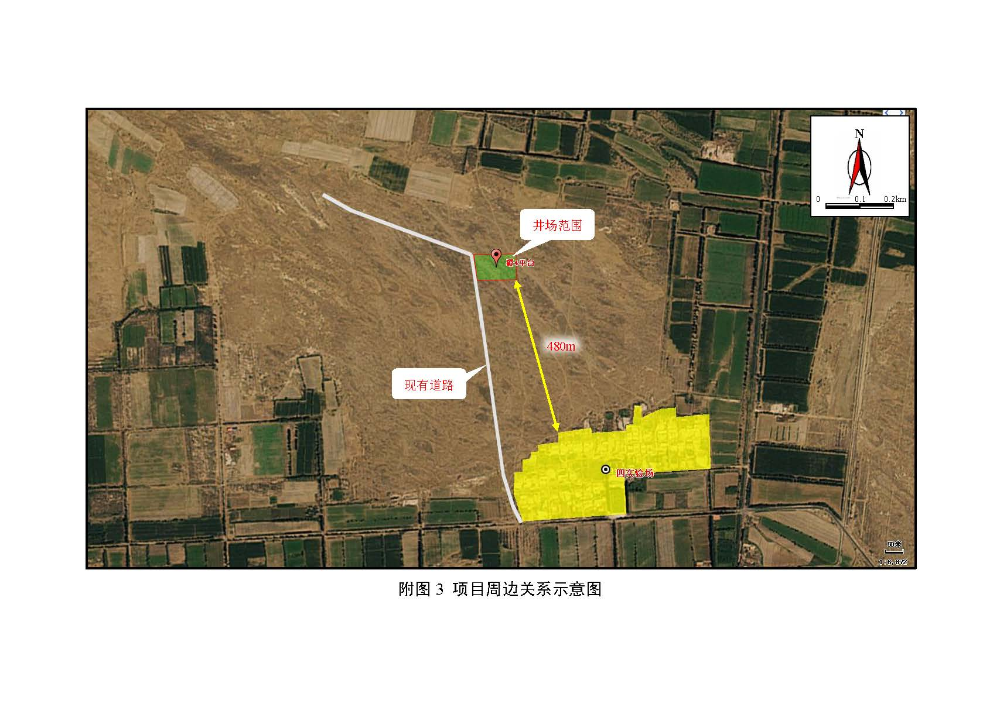 N
0 0.1 0.2km
井场范围
4平台
480m
现有道路
四实验场
50米
1:6,872
附图 3 项目周边关系示意图